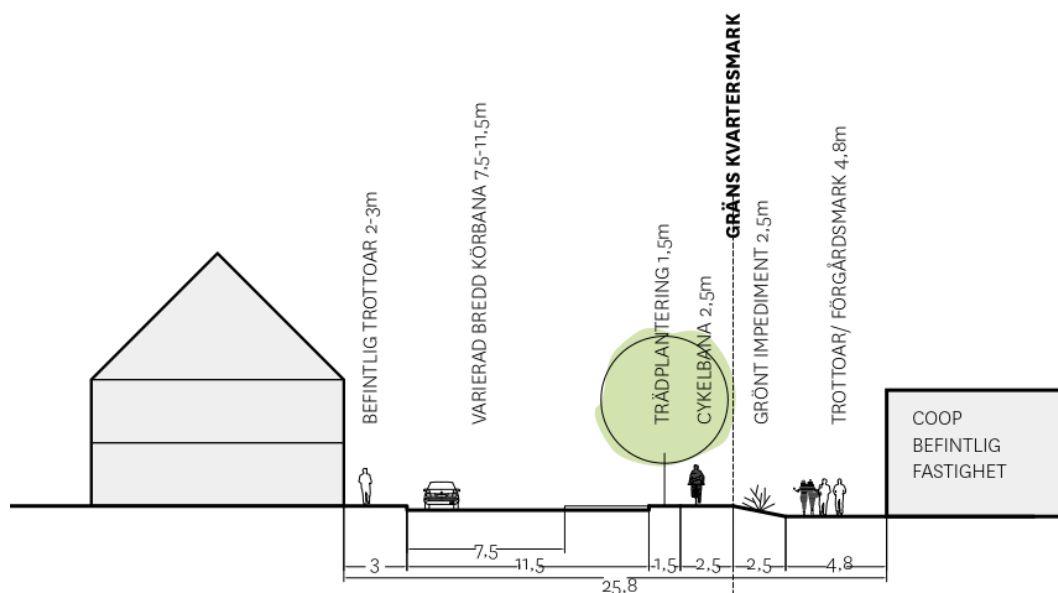 BEFINTLIG TROTTOAR 2-3m
VARIERAD BREDD KÖRBANA 7,5-11,5m
TRÄDPLANTERING 1,5m
CYKELBANA 2,5m
GRÄNS KVARTERSMARK
GRÖNT IMPEDIMENT 2,5m
TROTTOAR/ FÖRGÅRDSMARK 4,8m
COOP
BEFINTLIG
FASTIGHET
7,5
3
11,5
1,5
2,5
2,5
4,8
25,8